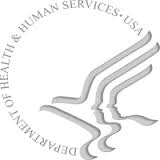 DEPARTMENT OF HEALTH & HUMAN SERVICES • USA